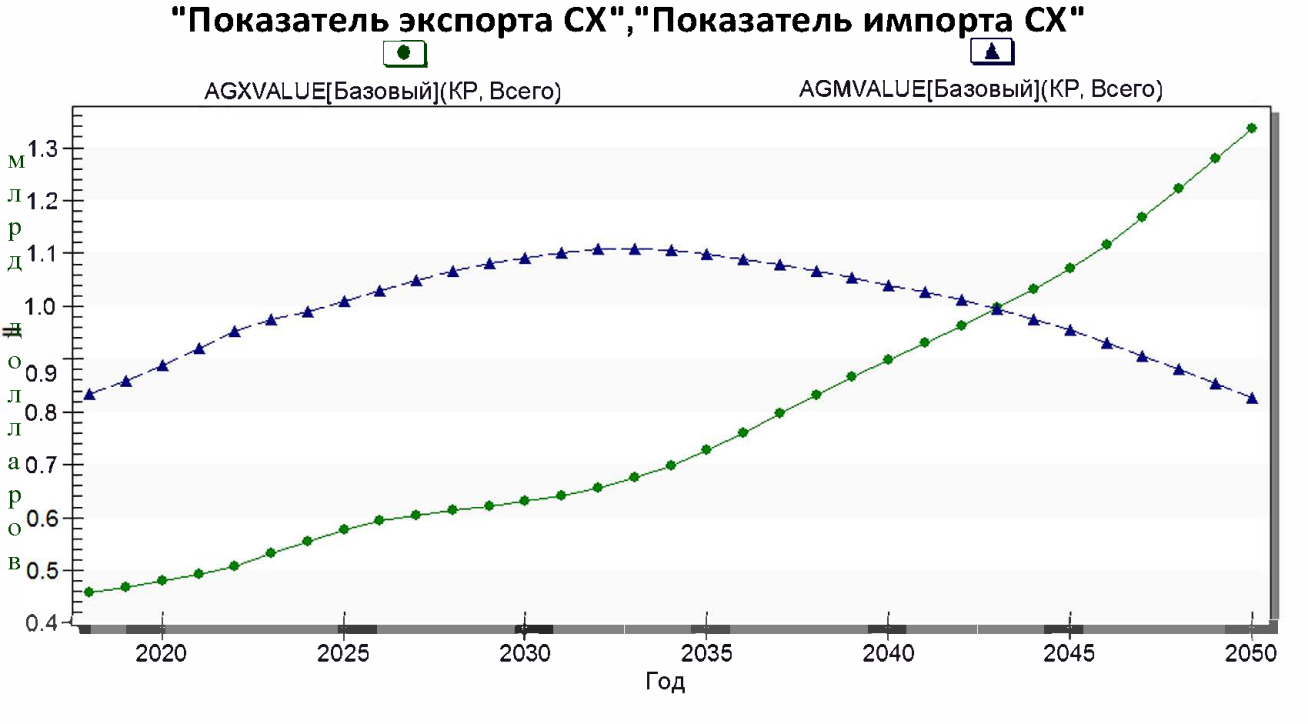 "Показатель экспорта СХ","Показатель импорта СХ"
AGXVALUE[Базовый](КР, Всего) AGMVALUE[Базовый](КР, Всего)
млрд долларов
1.3
1.2
1.1
1.0
0.9
0.8
0.7
0.6
0.5
0.4
2020 2025 2030 2035 2040 2045 2050
Год